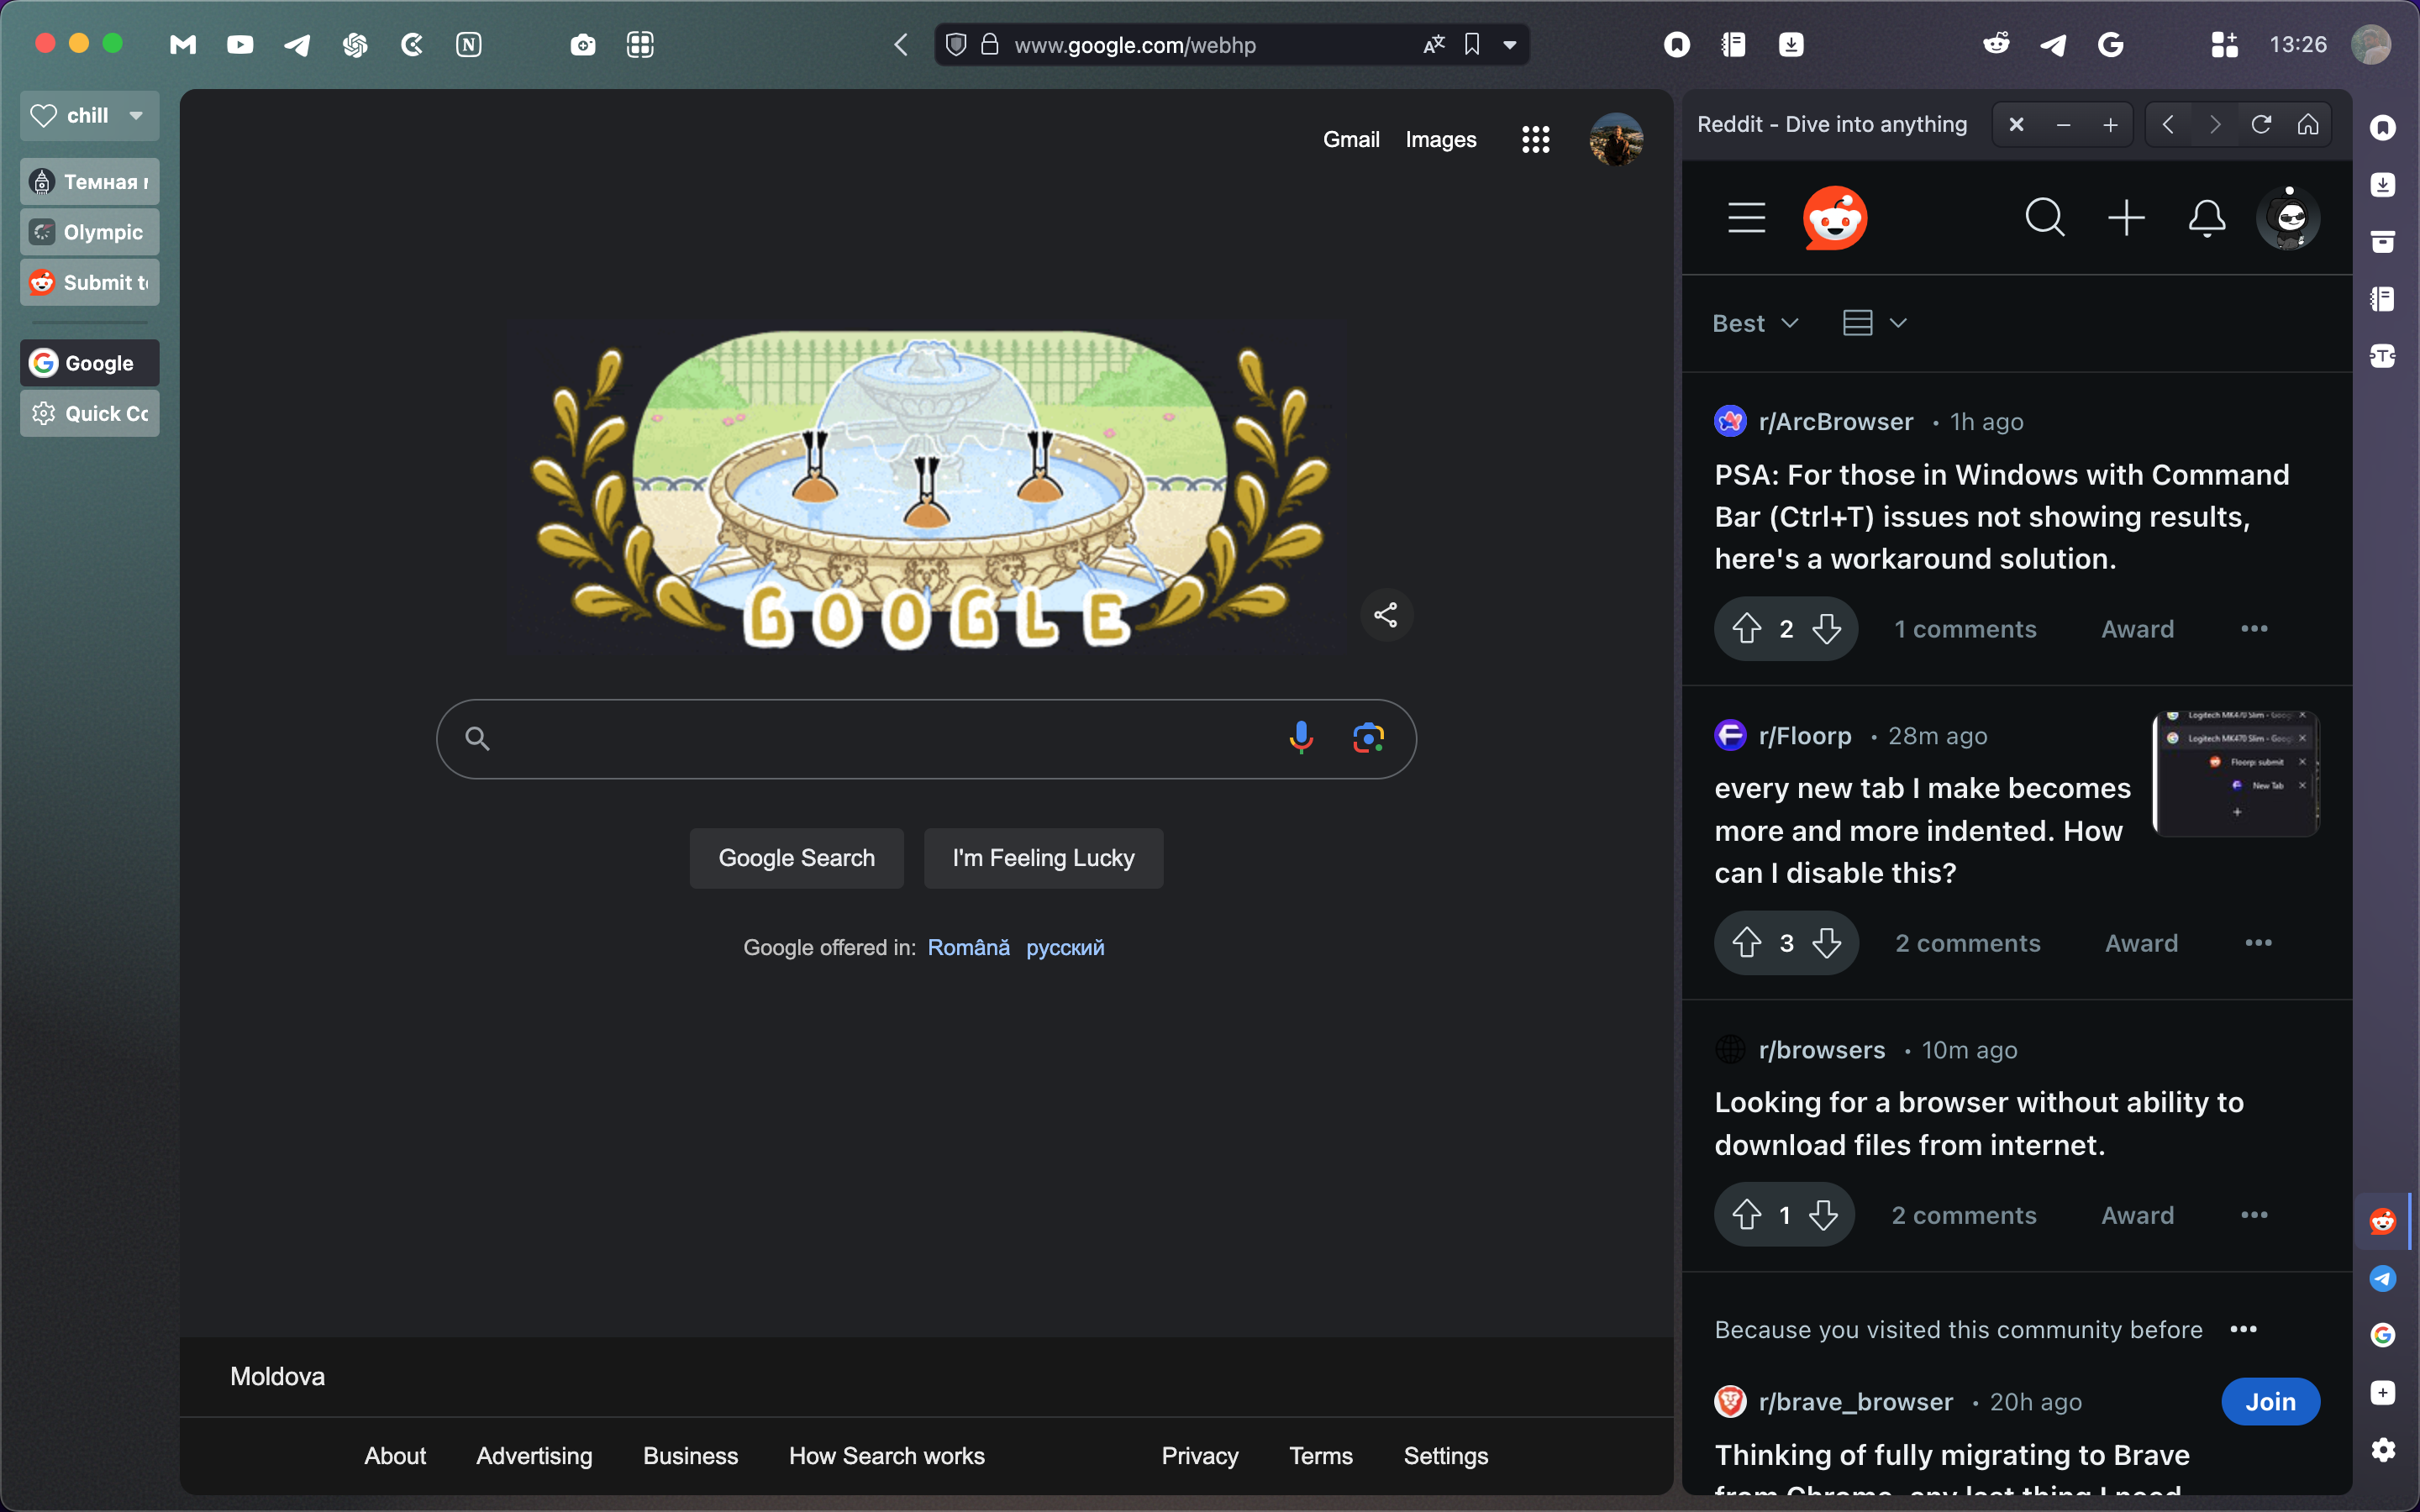 www.google.com/webhp
13:26
chill
Темная
Olympic
Submit
Google
Quick
Gmail Images
GOOGLE
Google Search I'm Feeling Lucky
Google offered in: Română русский
Moldova
About Advertising Business How Search works Privacy Terms Settings
Reddit - Dive into anything
Best
r/ArcBrowser • 1h ago
PSA: For those in Windows with Command
Bar (Ctrl+T) issues not showing results,
here's a workaround solution.
2 1 comments Award
r/Floorp • 28m ago
every new tab I make becomes
more and more indented. How
can I disable this?
Logitech MK470 Slim - Goog
Logitech MK470 Slim - Goog
Floorp: submit
New Tab
3 2 comments Award
r/browsers • 10m ago
Looking for a browser without ability to
download files from internet.
1 2 comments Award
Because you visited this community before
r/brave_browser • 20h ago Join
Thinking of fully migrating to Brave
from Chrome, any last thing I need